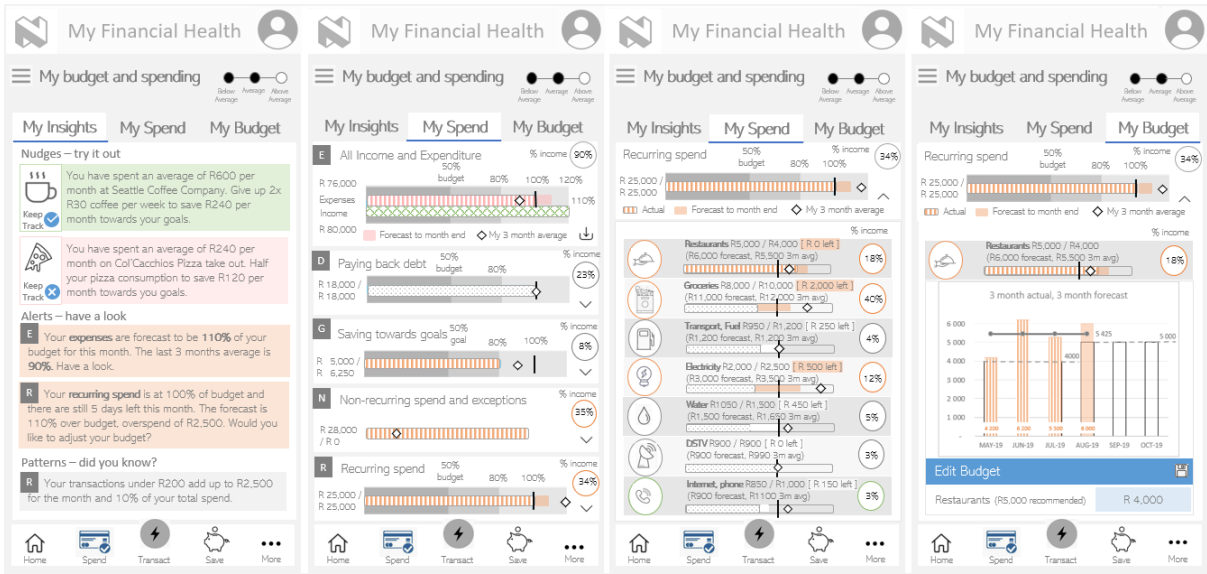 My Financial Health
My budget and spending
Below Average
Average
Above Average
My Insights
My Spend
My Budget
Nudges – try it out
Keep Track
You have spent an average of R600 per
month at Seattle Coffee Company. Give up 2x
R30 coffee per week to save R240 per
month towards your goals.
Keep Track
You have spent an average of R240 per
month on Col'Cacchios Pizza take out. Half
your pizza consumption to save R120 per
month towards you goals.
Alerts – have a look
E
Your expenses are forecast to be 110% of your
budget for this month. The last 3 months average is
90%. Have a look.
R
Your recurring spend is at 100% of budget and
there are still 5 days left this month. The forecast is
110% over budget, overspend of R2,500. Would you
like to adjust your budget?
Patterns – did you know?
R
Your transactions under R200 add up to R2,500
for the month and 10% of your total spend.
Home
Spend
Transact
Save
More
My Financial Health
My budget and spending
Below Average
Average
Above Average
My Insights
My Spend
My Budget
E
All Income and Expenditure
% income
90%
50% budget
80%
100%
120%
R 76,000
Expenses
Income
R 80,000
110%
Forecast to month end
My 3 month average
D
Paying back debt
50% budget
80%
% income
23%
R 18,000 /
R 18,000
G
Saving towards goals
50% goal
80%
100%
% income
8%
R 5,000 /
R 6,250
N
Non-recurring spend and exceptions
% income
35%
R 28,000
/ R 0
R
Recurring spend
50% budget
80%
100%
% income
34%
R 25,000 /
R 25,000
Home
Spend
Transact
Save
More
My Financial Health
My budget and spending
Below Average
Average
Above Average
My Insights
My Spend
My Budget
Recurring spend
50% budget
80%
100%
% income
34%
R 25,000 /
R 25,000
Actual
Forecast to month end
My 3 month average
% income
Restaurants R5,000 / R4,000 [ R 0 left ]
(R6,000 forecast, R5,500 3m avg)
18%
Groceries R8,000 / R10,000 [ R 2,000 left]
(R11,000 forecast, R12,000 3m avg)
40%
Transport, Fuel R950 / R1,200 [ R 250 left ]
(R1,200 forecast, R1,200 3m avg)
4%
Electricity R2,000 / R2,500 [ R 500 left ]
(R3,000 forecast, R3,500 3m avg)
12%
Water R1050 / R1,500 [ R 450 left ]
(R1,500 forecast, R1,650 3m avg)
5%
DSTV R900 / R900 [ R 0 left ]
(R900 forecast, R990 3m avg)
3%
Internet, phone R850 / R1,000 [ R 150 left ]
(R900 forecast, R1100 3m avg)
3%
Home
Spend
Transact
Save
More
My Financial Health
My budget and spending
Below Average
Average
Above Average
My Insights
My Spend
My Budget
Recurring spend
50% budget
80%
100%
% income
34%
R 25,000 /
R 25,000
Actual
Forecast to month end
My 3 month average
% income
Restaurants R5,000 / R4,000
(R6,000 forecast, R5,500 3m avg)
18%
3 month actual, 3 month forecast
6 000
5 000
4 000
3 000
2 000
1 000
-
5 425
5 000
4000
4 200
6 200
5 500
6 000
MAY-19
JUN-19
JUL-19
AUG-19
SEP-19
OCT-19
Edit Budget
Restaurants (R5,000 recommended)
R 4,000
Home
Spend
Transact
Save
More